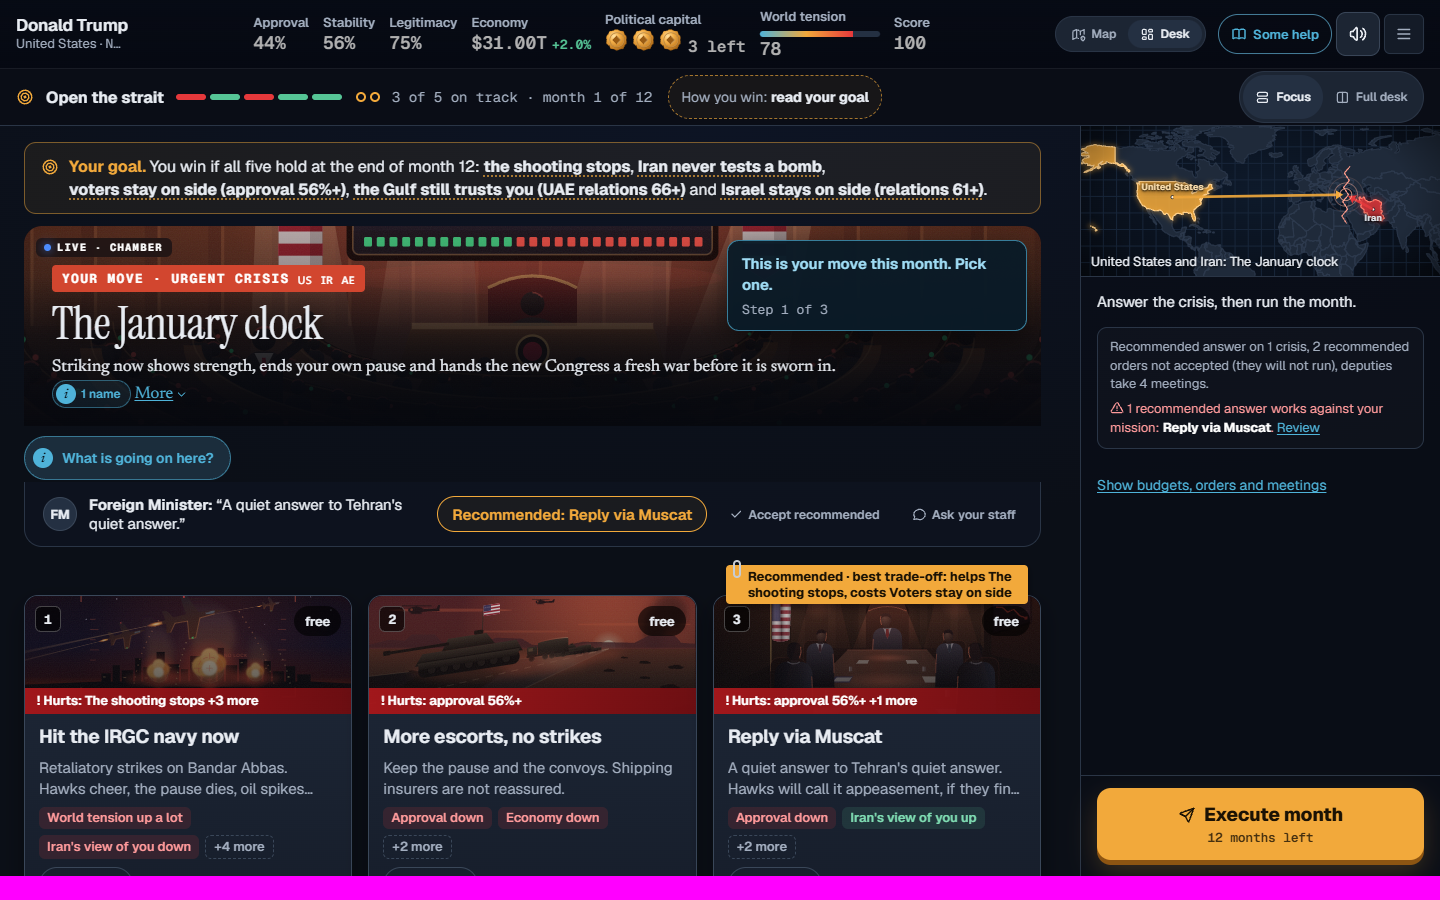 Donald Trump
United States · N...
Approval
44%
Stability
56%
Legitimacy
75%
Economy
$31.00T +2.0%
Political capital
3 left
World tension
78
Score
100
Map
Desk
Some help
Open the strait
3 of 5 on track · month 1 of 12
How you win: read your goal
Focus
Full desk
Your goal. You win if all five hold at the end of month 12: the shooting stops, Iran never tests a bomb,
voters stay on side (approval 56%+), the Gulf still trusts you (UAE relations 66+) and Israel stays on side (relations 61+).
LIVE · CHAMBER
YOUR MOVE · URGENT CRISIS US IR AE
The January clock
Striking now shows strength, ends your own pause and hands the new Congress a fresh war before it is sworn in.
i 1 name More
This is your move this month. Pick
one.
Step 1 of 3
i What is going on here?
FM
Foreign Minister: “A quiet answer to Tehran's
quiet answer.”
Recommended: Reply via Muscat
Accept recommended
Ask your staff
Recommended · best trade-off: helps The
shooting stops, costs Voters stay on side
1
free
! Hurts: The shooting stops +3 more
Hit the IRGC navy now
Retaliatory strikes on Bandar Abbas.
Hawks cheer, the pause dies, oil spikes...
World tension up a lot
Iran's view of you down
+4 more
2
free
! Hurts: approval 56%+
More escorts, no strikes
Keep the pause and the convoys. Shipping
insurers are not reassured.
Approval down
Economy down
+2 more
3
free
! Hurts: approval 56%+ +1 more
Reply via Muscat
A quiet answer to Tehran's quiet answer.
Hawks will call it appeasement, if they fin...
Approval down
Iran's view of you up
+2 more
United States
Iran
United States and Iran: The January clock
Answer the crisis, then run the month.
Recommended answer on 1 crisis, 2 recommended
orders not accepted (they will not run), deputies
take 4 meetings.
1 recommended answer works against your
mission: Reply via Muscat. Review
Show budgets, orders and meetings
Execute month
12 months left